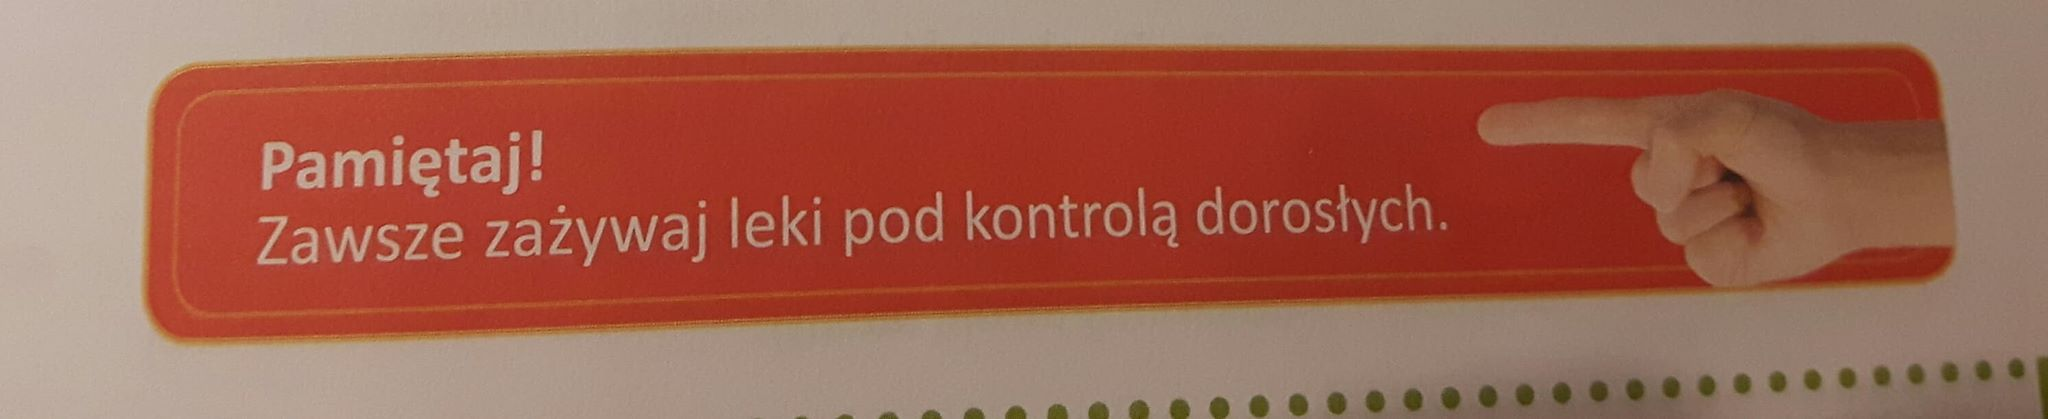 Pamiętaj!
Zawsze zażywaj leki pod kontrolą dorosłych.